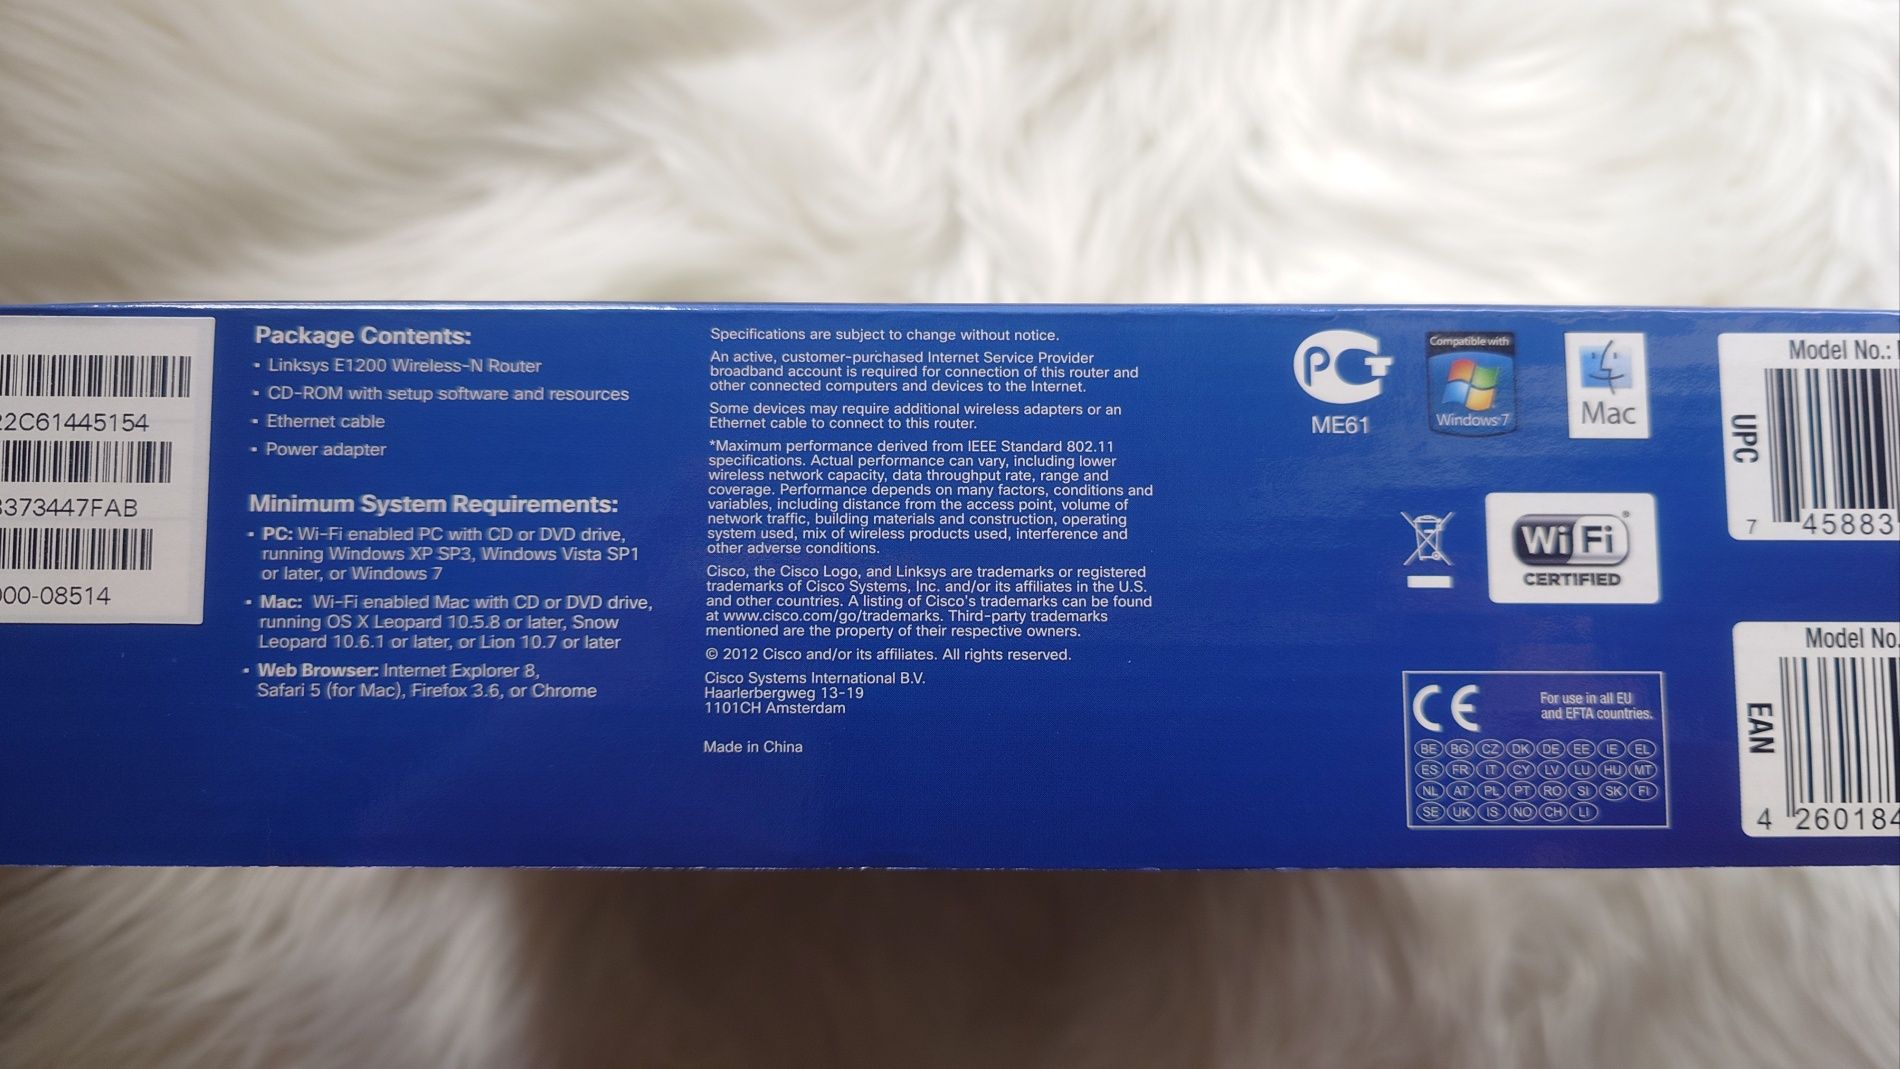 22C61445154
3373447FAB
00-08514
Package Contents:
• Linksys E1200 Wireless-N Router
• CD-ROM with setup software and resources
• Ethernet cable
• Power adapter
Minimum System Requirements:
• PC: Wi-Fi enabled PC with CD or DVD drive,
running Windows XP SP3, Windows Vista SP1
or later, or Windows 7
• Mac: Wi-Fi enabled Mac with CD or DVD drive,
running OS X Leopard 10.5.8 or later, Snow
Leopard 10.6.1 or later, or Lion 10.7 or later
• Web Browser: Internet Explorer 8,
Safari 5 (for Mac), Firefox 3.6, or Chrome
Specifications are subject to change without notice.
An active, customer-purchased Internet Service Provider
broadband account is required for connection of this router and
other connected computers and devices to the Internet.
Some devices may require additional wireless adapters or an
Ethernet cable to connect to this router.
*Maximum performance derived from IEEE Standard 802.11
specifications. Actual performance can vary, including lower
wireless network capacity, data throughput rate, range and
coverage. Performance depends on many factors, conditions and
variables, including distance from the access point, volume of
network traffic, building materials and construction, operating
system used, mix of wireless products used, interference and
other adverse conditions.
Cisco, the Cisco Logo, and Linksys are trademarks or registered
trademarks of Cisco Systems, Inc. and/or its affiliates in the U.S.
and other countries. A listing of Cisco's trademarks can be found
at www.cisco.com/go/trademarks. Third-party trademarks
mentioned are the property of their respective owners.
© 2012 Cisco and/or its affiliates. All rights reserved.
Cisco Systems International B.V.
Haarlerbergweg 13-19
1101CH Amsterdam
Made in China
РСТ
ME61
Compatible with
Windows 7
Mac
Wi Fi ®
CERTIFIED
CE
For use in all EU
and EFTA countries.
BE BG CZ DK DE EE IE EL
ES FR IT CY LV LU HU MT
NL AT PL PT RO SI SK FI
SE UK IS NO CH LI
Model No.:
UPC
7 45883
Model No.
EAN
4 260184